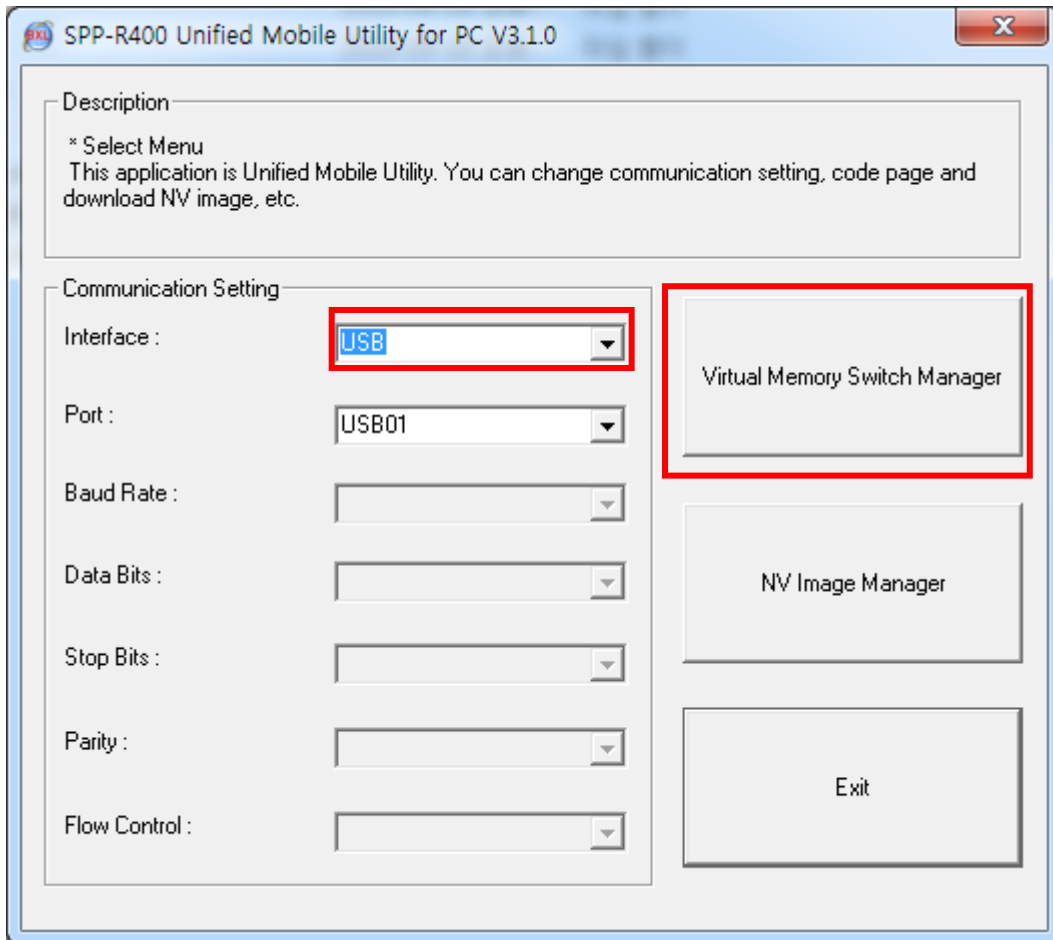 BXL SPP-R400 Unified Mobile Utility for PC V3.1.0
Description
* Select Menu
This application is Unified Mobile Utility. You can change communication setting, code page and
download NV image, etc.
Communication Setting
Interface : USB
Port : USB01
Baud Rate :
Data Bits :
Stop Bits :
Parity :
Flow Control :
Virtual Memory Switch Manager
NV Image Manager
Exit